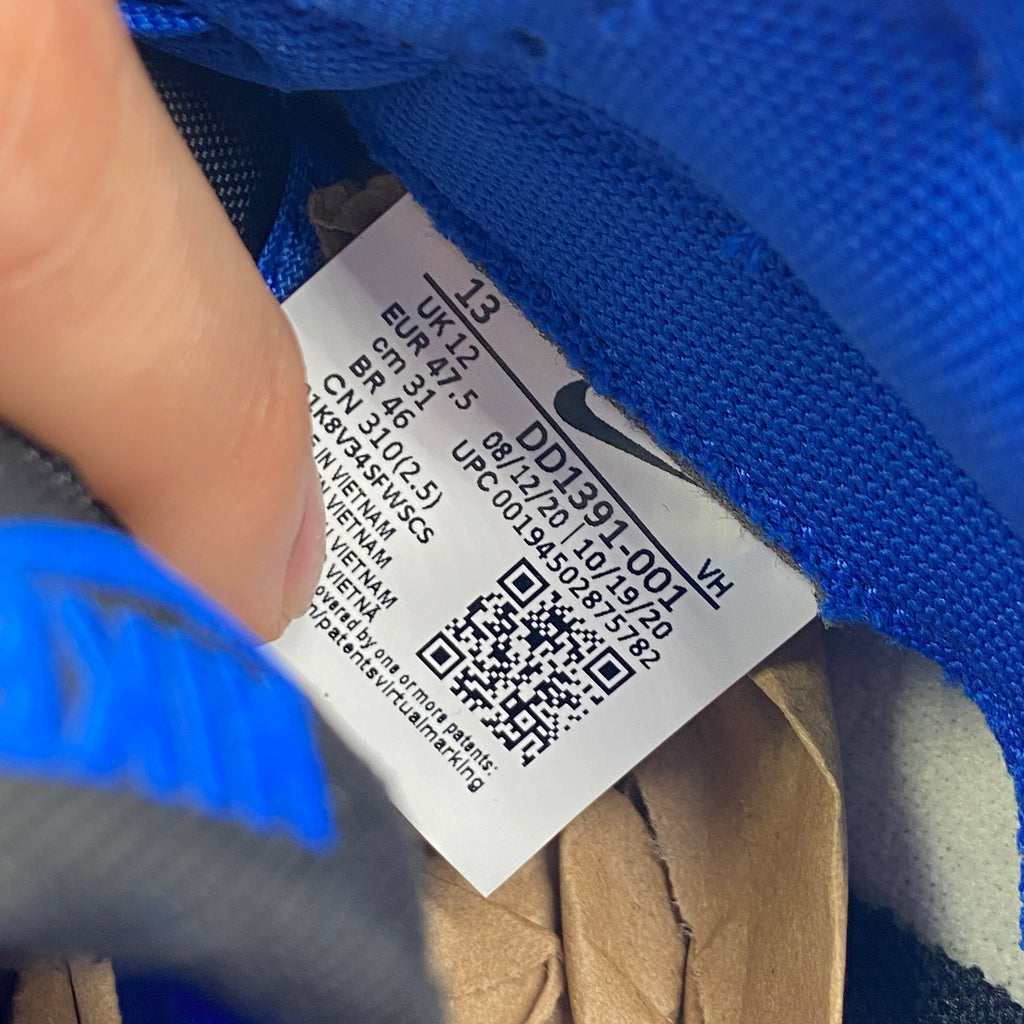 13
UK 12
EUR 47.5
cm 31
BR 46
CN 310(2.5)
1K8V34SFWSCS
IN VIETNAM
VIETNAM
VIETNAM
VIETNÃ
overed by one or more patents:
/patentsvirtualmarking
VH
DD1391-001
08/12/20 | 10/19/20
UPC 00194502875782